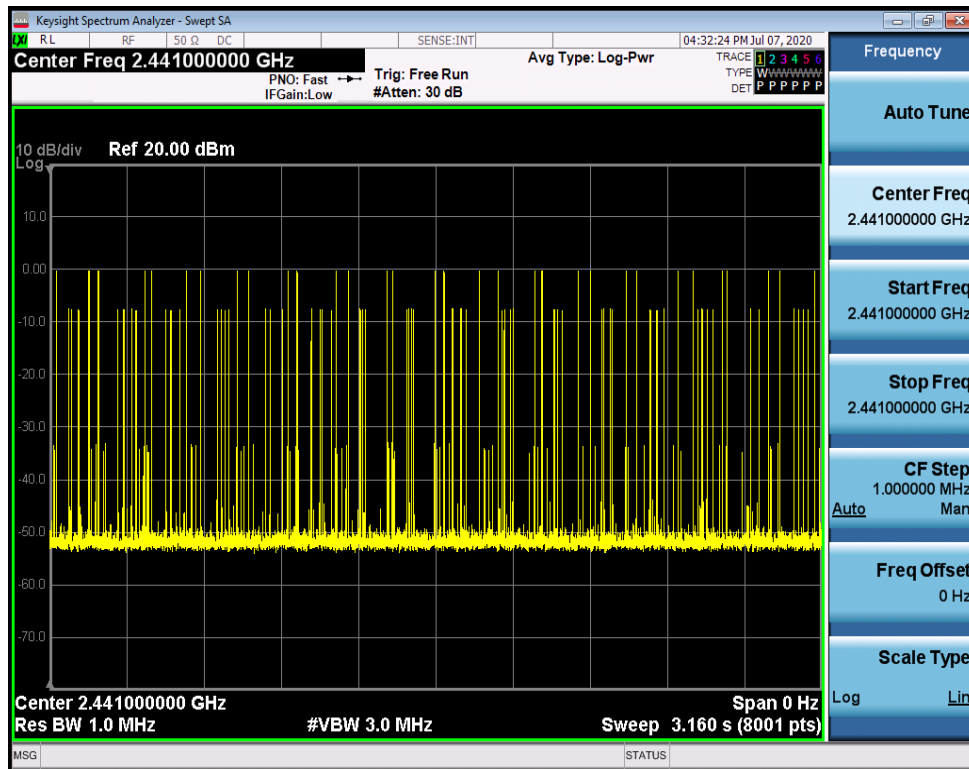 Keysight Spectrum Analyzer - Swept SA
LXI RL RF 50 Ω DC SENSE:INT 04:32:24 PM Jul 07, 2020
Center Freq 2.441000000 GHz
PNO: Fast
IFGain:Low
Trig: Free Run
#Atten: 30 dB
Avg Type: Log-Pwr
TRACE 1 2 3 4 5 6
TYPE WWWWWW
DET P P P P P P
10 dB/div Ref 20.00 dBm
Log
10.0
0.00
-10.0
-20.0
-30.0
-40.0
-50.0
-60.0
-70.0
Center 2.441000000 GHz Span 0 Hz
Res BW 1.0 MHz #VBW 3.0 MHz Sweep 3.160 s (8001 pts)
MSG STATUS
Frequency
Auto Tune
Center Freq
2.441000000 GHz
Start Freq
2.441000000 GHz
Stop Freq
2.441000000 GHz
CF Step
1.000000 MHz
Auto Man
Freq Offset
0 Hz
Scale Type
Log Lin